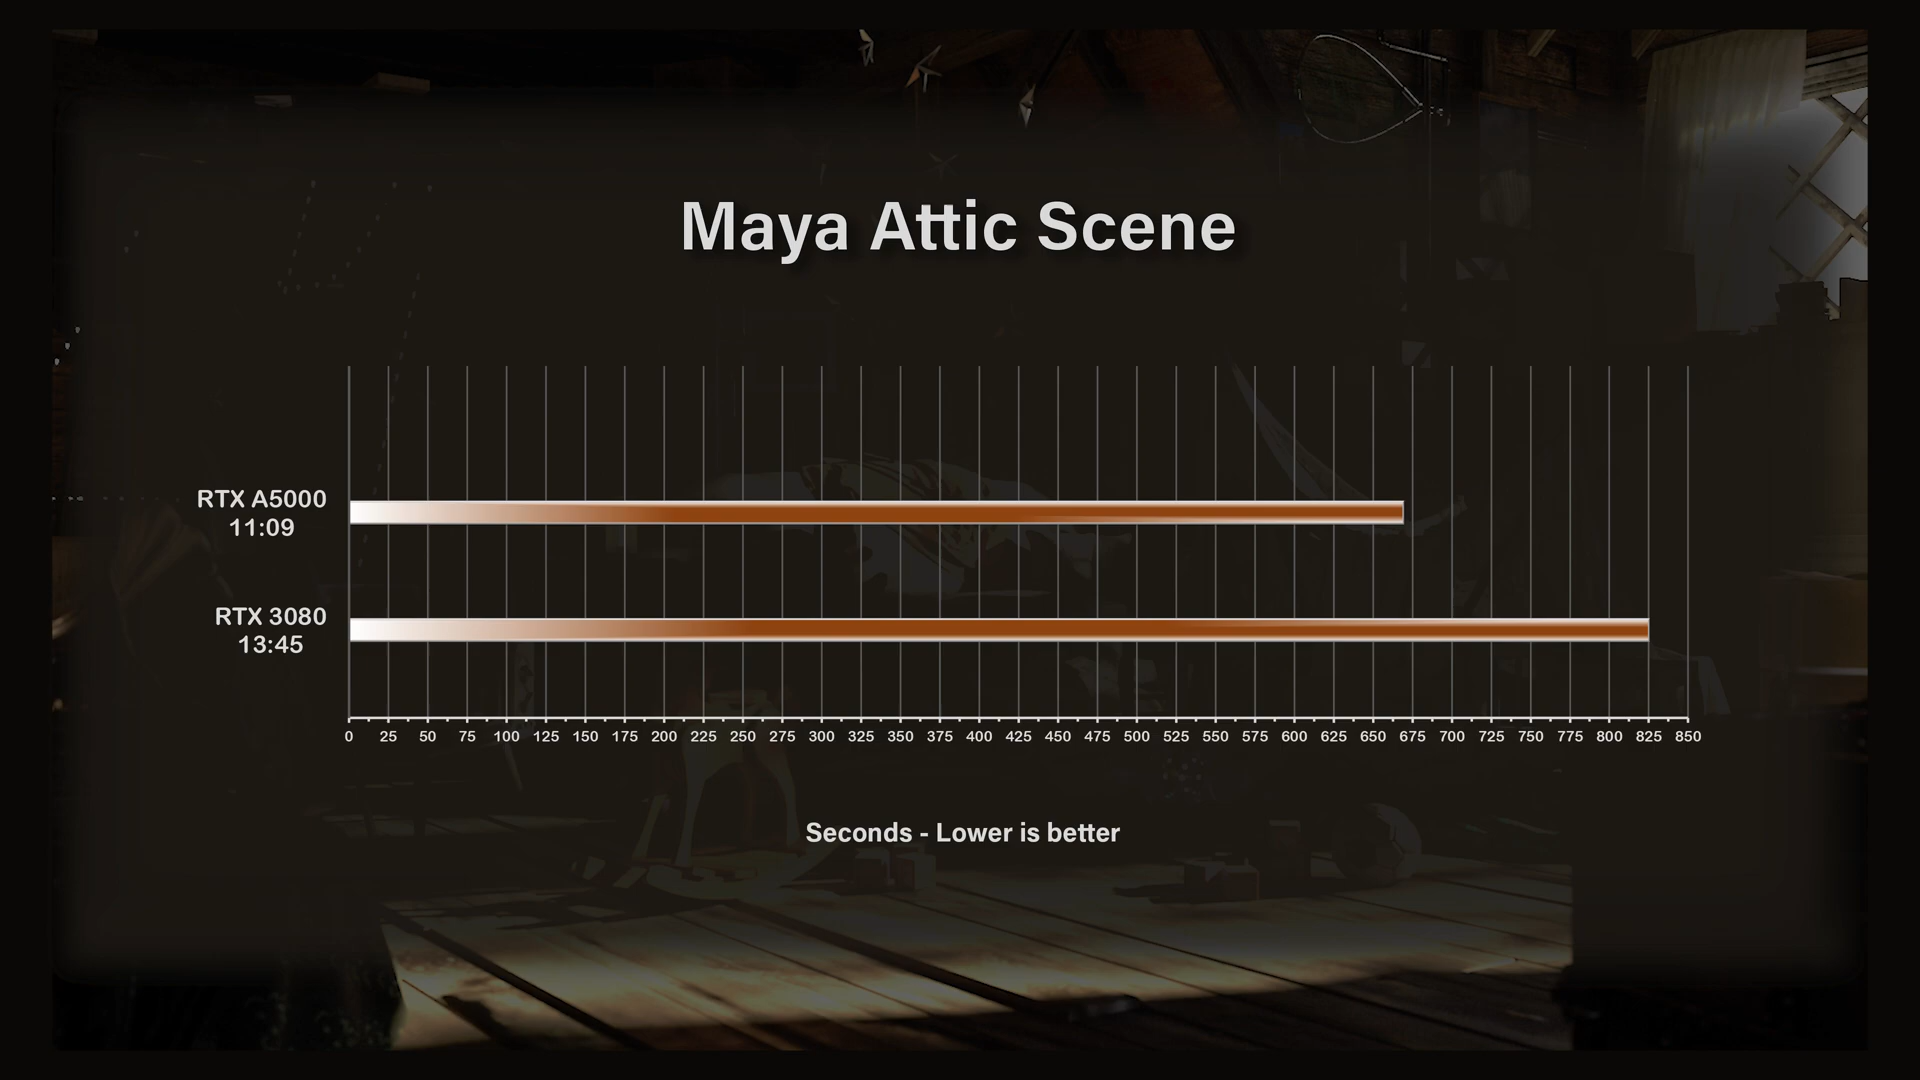 Maya Attic Scene
RTX A5000
11:09
RTX 3080
13:45
0 25 50 75 100 125 150 175 200 225 250 275 300 325 350 375 400 425 450 475 500 525 550 575 600 625 650 675 700 725 750 775 800 825 850
Seconds - Lower is better